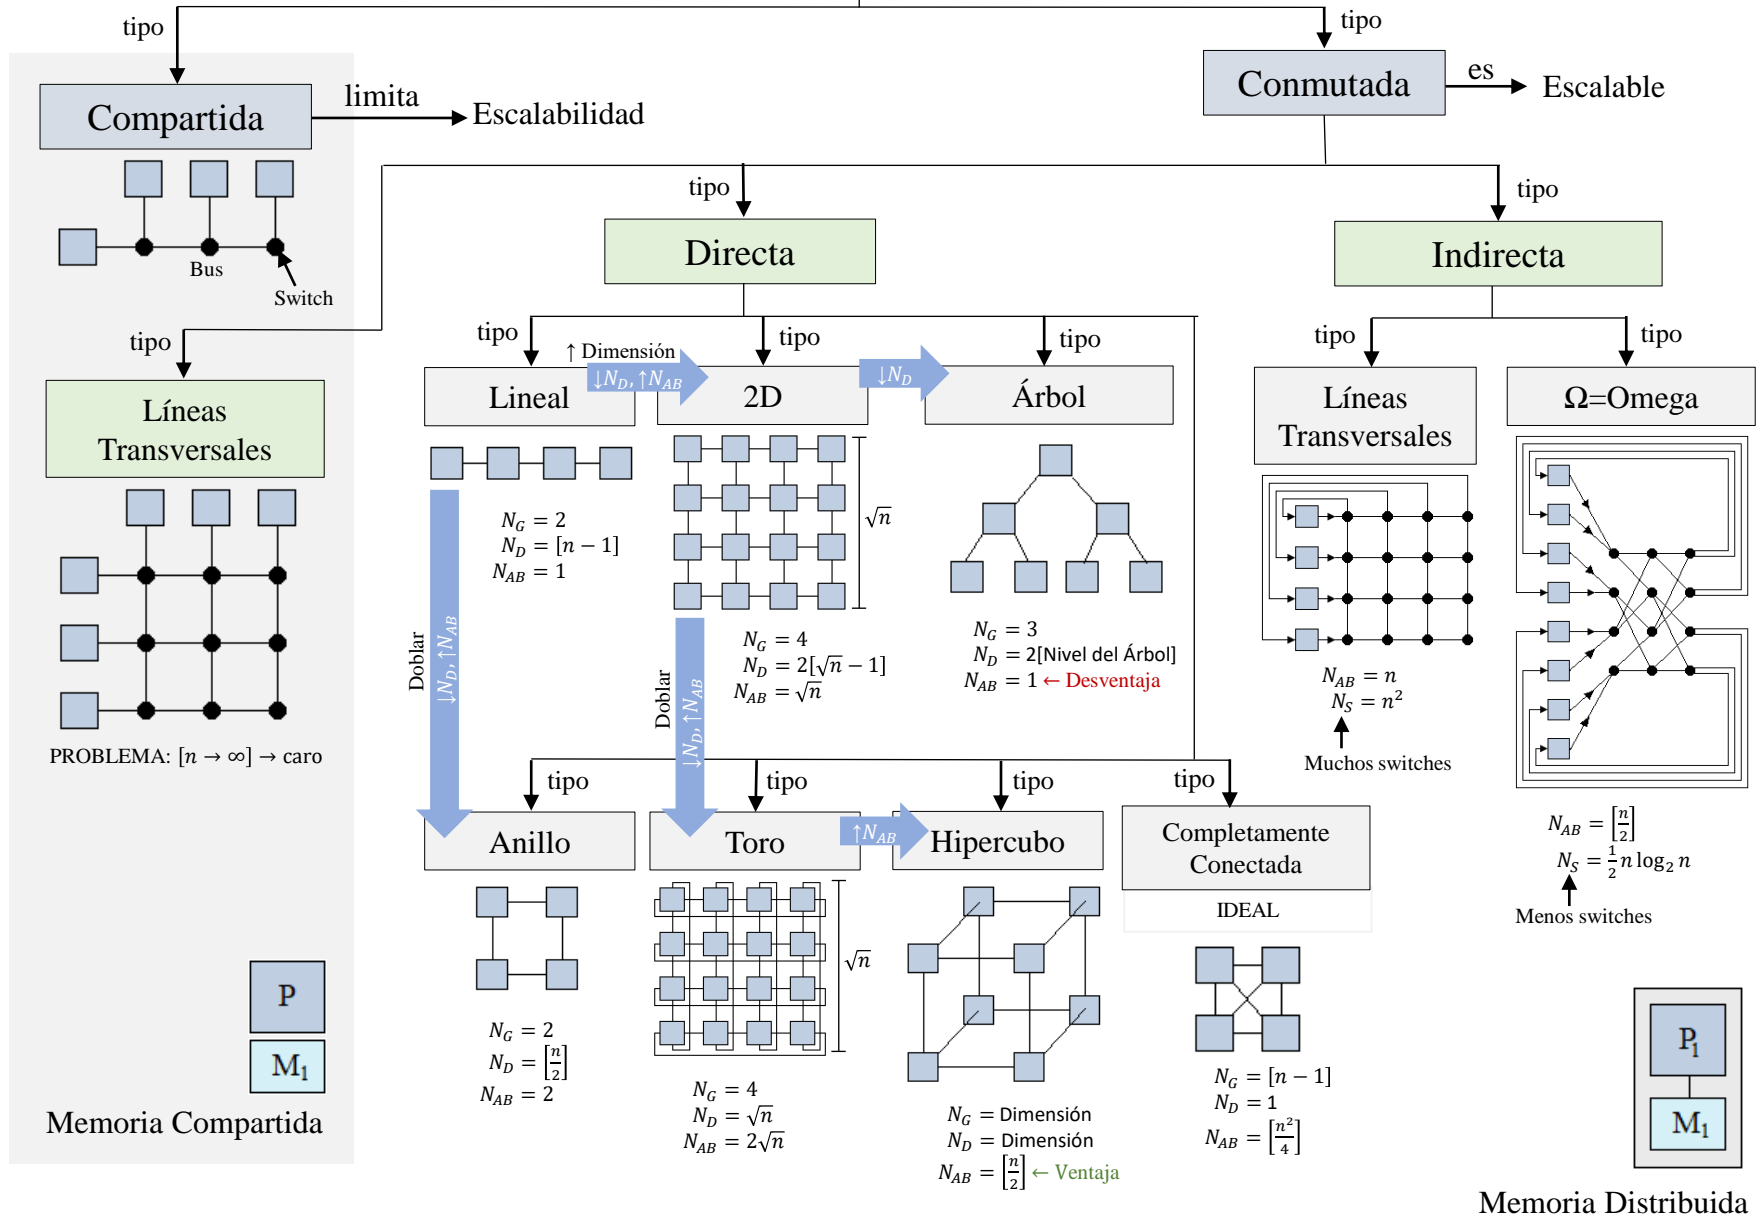 tipo
tipo
Compartida
limita
Escalabilidad
Conmutada
es
Escalable
Bus
Switch
tipo
Líneas
Transversales
PROBLEMA: [n → ∞] → caro
P
M₁
Memoria Compartida
tipo
Directa
tipo
Indirecta
tipo
↑ Dimensión
↓N_D, ↑N_AB
Lineal
N_G = 2
N_D = [n − 1]
N_AB = 1
tipo
2D
√n
N_G = 4
N_D = 2[√n − 1]
N_AB = √n
↓N_D
tipo
Árbol
N_G = 3
N_D = 2[Nivel del Árbol]
N_AB = 1 ← Desventaja
Doblar
↓N_D, ↑N_AB
Doblar
↓N_D, ↑N_AB
tipo
Anillo
N_G = 2
N_D = [n/2]
N_AB = 2
tipo
Toro
√n
N_G = 4
N_D = √n
N_AB = 2√n
↑N_AB
tipo
Hipercubo
N_G = Dimensión
N_D = Dimensión
N_AB = [n/2] ← Ventaja
tipo
Completamente
Conectada
IDEAL
N_G = [n − 1]
N_D = 1
N_AB = [n²/4]
tipo
Líneas
Transversales
N_AB = n
N_S = n²
Muchos switches
tipo
Ω=Omega
N_AB = [n/2]
N_S = 1/2 n log₂ n
Menos switches
P₁
M₁
Memoria Distribuida